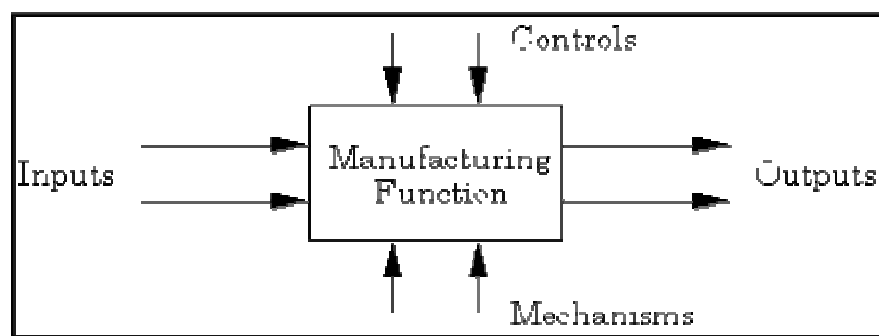 Controls
Inputs
Manufacturing
Function
Outputs
Mechanisms